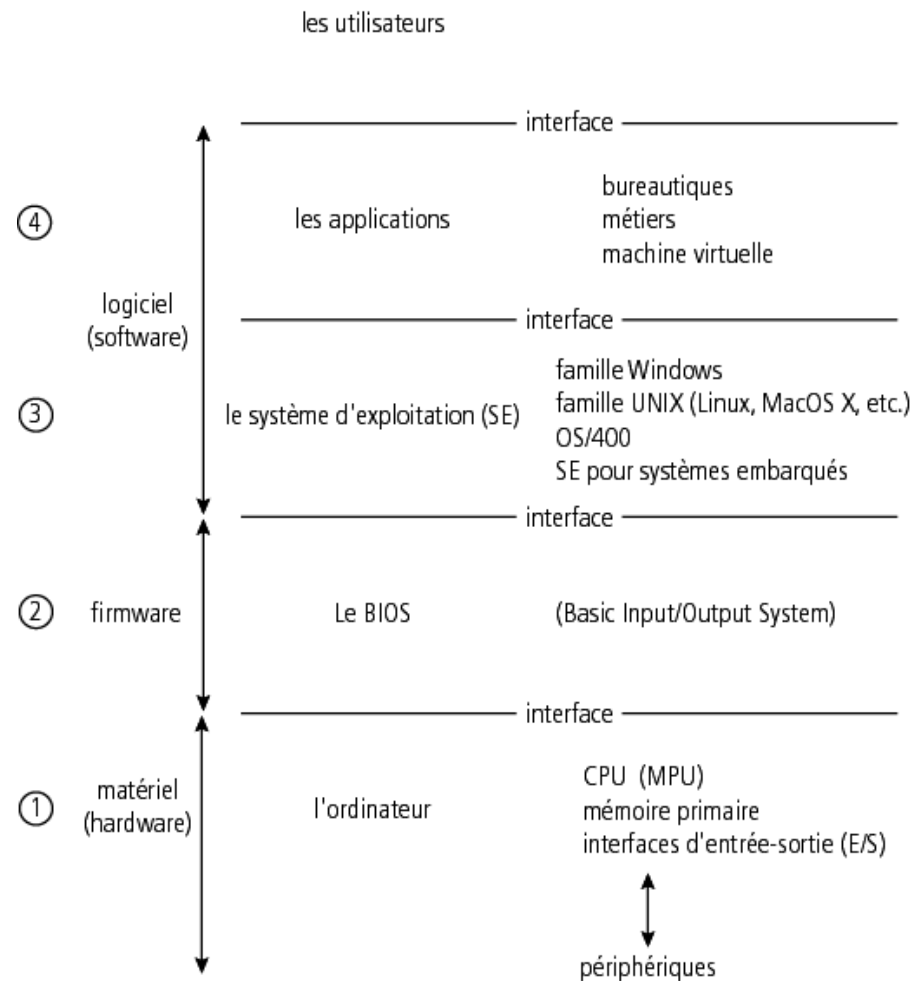 les utilisateurs
interface
④
les applications
bureautiques
métiers
machine virtuelle
logiciel
(software)
interface
③
le système d'exploitation (SE)
famille Windows
famille UNIX (Linux, MacOS X, etc.)
OS/400
SE pour systèmes embarqués
interface
②
firmware
Le BIOS
(Basic Input/Output System)
interface
①
matériel
(hardware)
l'ordinateur
CPU (MPU)
mémoire primaire
interfaces d'entrée-sortie (E/S)
périphériques